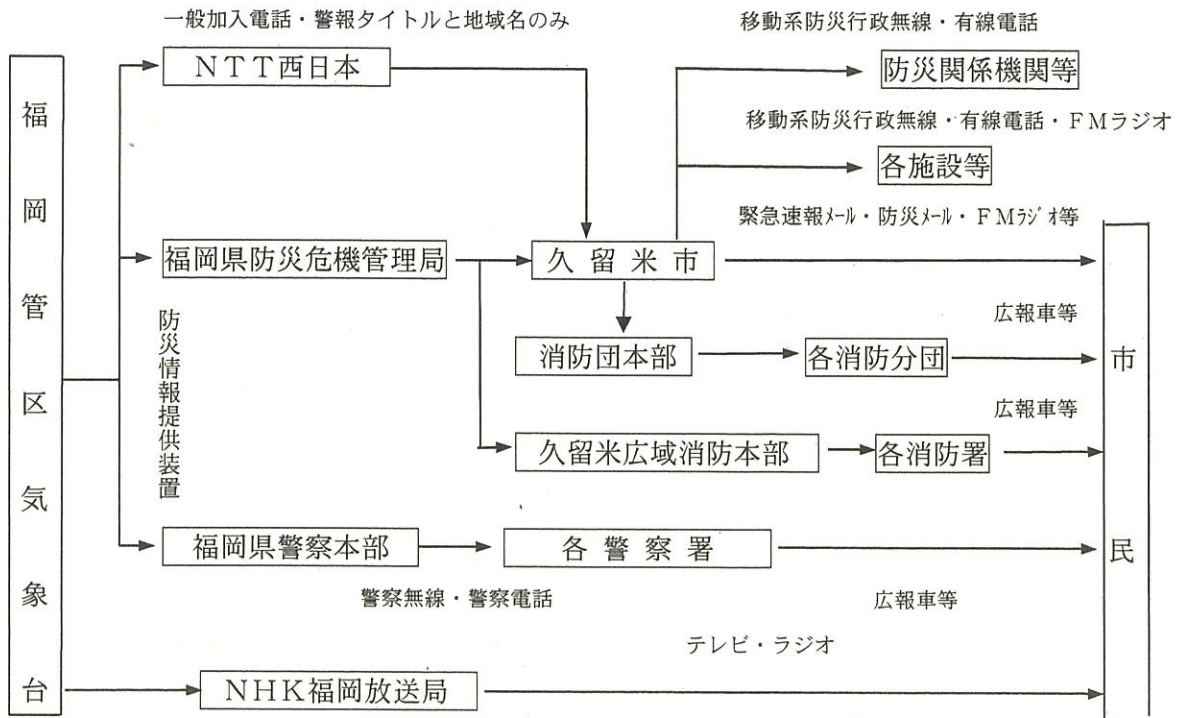 一般加入電話・警報タイトルと地域名のみ
移動系防災行政無線・有線電話
NTT西日本
防災関係機関等
移動系防災行政無線・有線電話・FMラジオ
各施設等
緊急速報メール・防災メール・FMラジオ等
福岡管区気象台
福岡県防災危機管理局
久留米市
広報車等
防災情報提供装置
消防団本部
各消防分団
市民
広報車等
久留米広域消防本部
各消防署
福岡県警察本部
各警察署
警察無線・警察電話
広報車等
テレビ・ラジオ
NHK福岡放送局